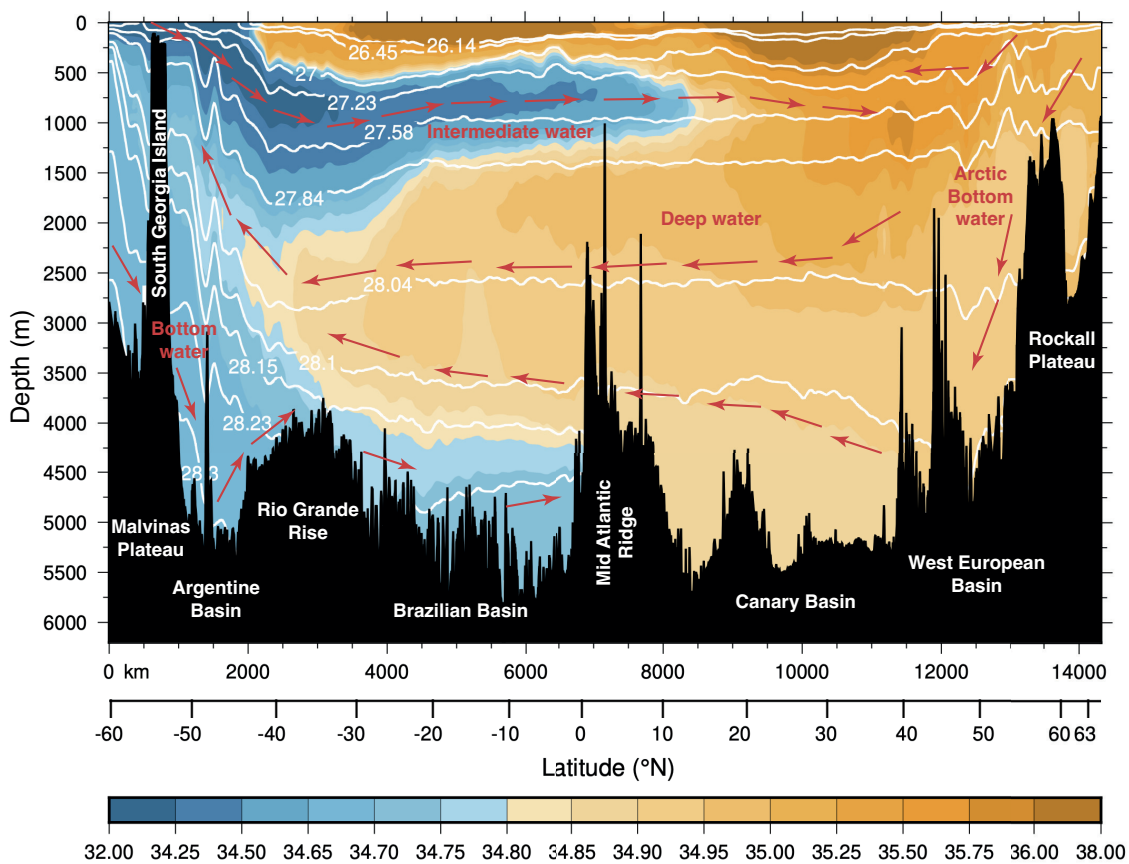 0
500
1000
1500
2000
2500
3000
3500
4000
4500
5000
5500
6000
Depth (m)
26.45
26.14
27
27.23
27.58
27.84
28.04
28.1
28.15
28.23
28.3
Intermediate water
Deep water
Arctic
Bottom
water
Bottom
water
South Georgia Island
Malvinas
Plateau
Argentine
Basin
Rio Grande
Rise
Brazilian Basin
Mid Atlantic
Ridge
Canary Basin
West European
Basin
Rockall
Plateau
0 km 2000 4000 6000 8000 10000 12000 14000
-60 -50 -40 -30 -20 -10 0 10 20 30 40 50 60 63
Latitude (°N)
32.00 34.25 34.50 34.65 34.70 34.75 34.80 34.85 34.90 34.95 35.00 35.25 35.50 35.75 36.00 38.00